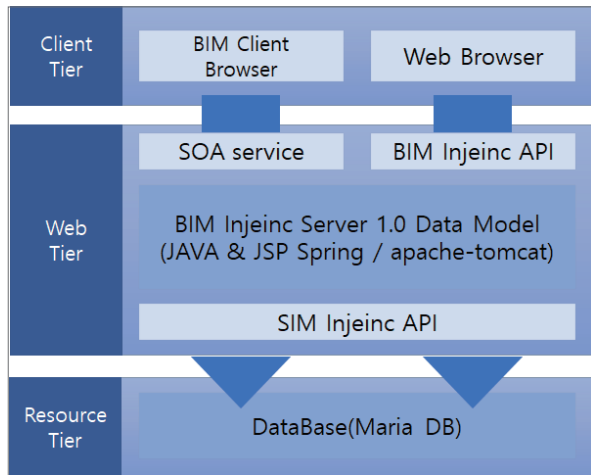 Client
Tier
BIM Client
Browser
Web Browser
SOA service
BIM Injeinc API
Web
Tier
BIM Injeinc Server 1.0 Data Model
(JAVA & JSP Spring / apache-tomcat)
SIM Injeinc API
Resource
Tier
DataBase(Maria DB)